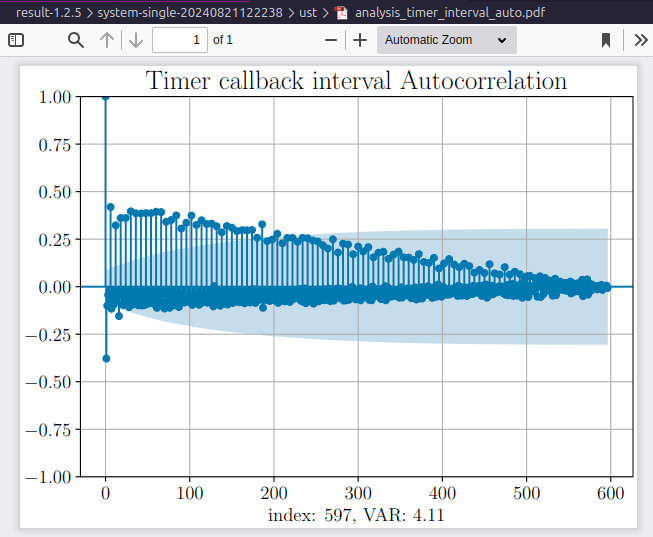 result-1.2.5 > system-single-20240821122238 > ust > analysis_timer_interval_auto.pdf
1 of 1 − + Automatic Zoom
Timer callback interval Autocorrelation
1.00
0.75
0.50
0.25
0.00
−0.25
−0.50
−0.75
−1.00
0 100 200 300 400 500 600
index: 597, VAR: 4.11